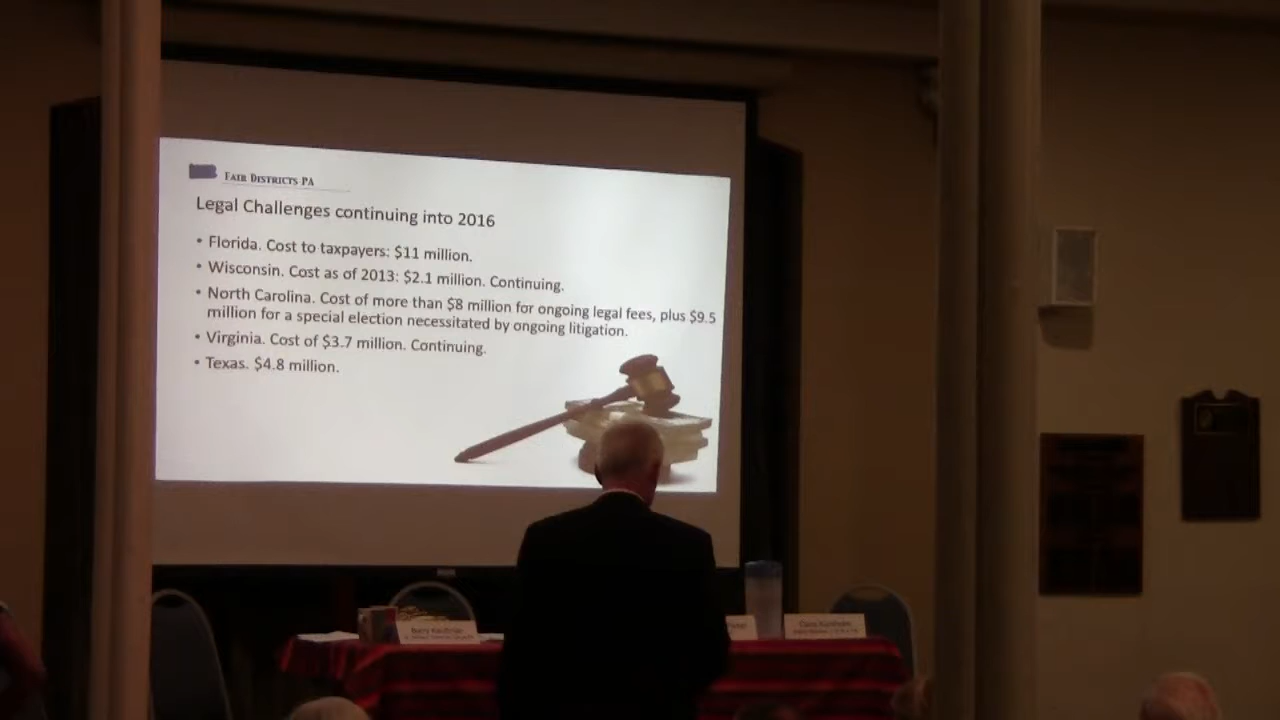 FAIR DISTRICTS PA
Legal Challenges continuing into 2016
• Florida. Cost to taxpayers: $11 million.
• Wisconsin. Cost as of 2013: $2.1 million. Continuing.
• North Carolina. Cost of more than $8 million for ongoing legal fees, plus $9.5
million for a special election necessitated by ongoing litigation.
• Virginia. Cost of $3.7 million. Continuing.
• Texas. $4.8 million.
Barry Kauffman